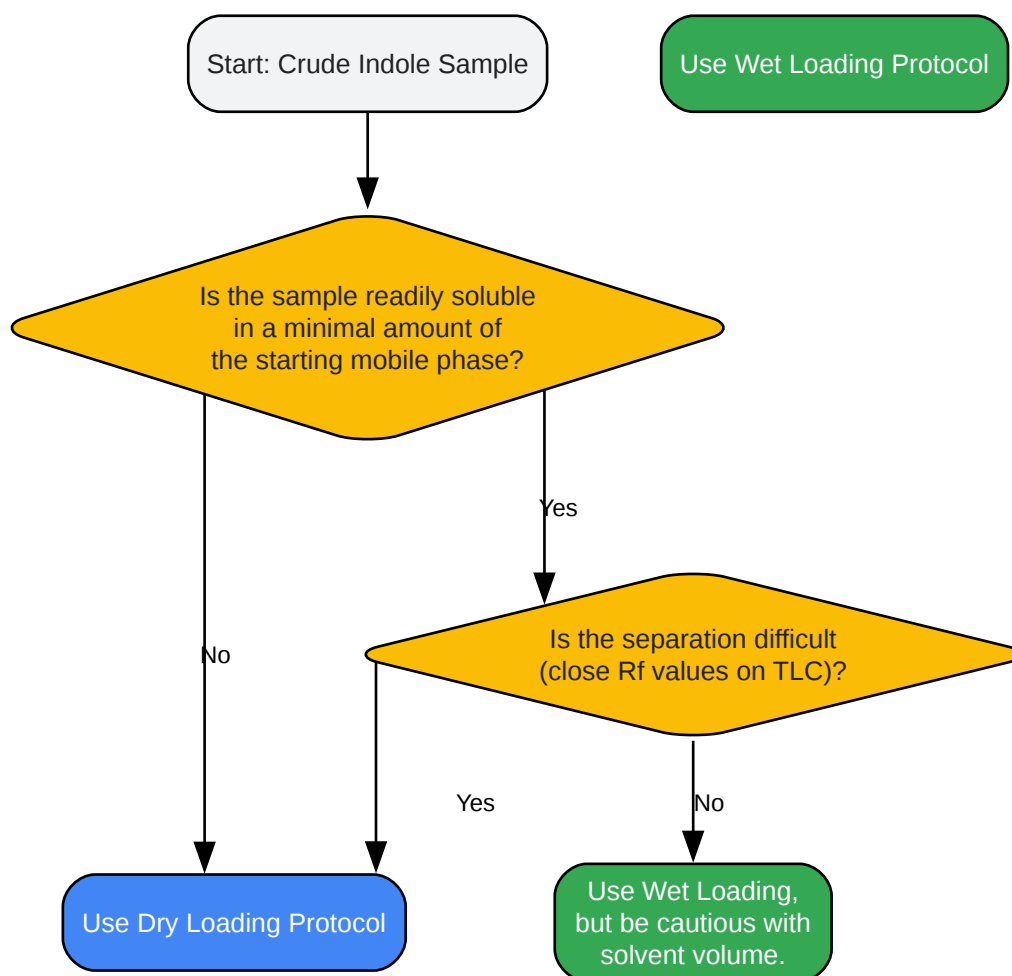 Start: Crude Indole Sample
Use Wet Loading Protocol
Is the sample readily soluble
in a minimal amount of
the starting mobile phase?
Yes
Is the separation difficult
(close Rf values on TLC)?
No
Yes
No
Use Dry Loading Protocol
Use Wet Loading,
but be cautious with
solvent volume.